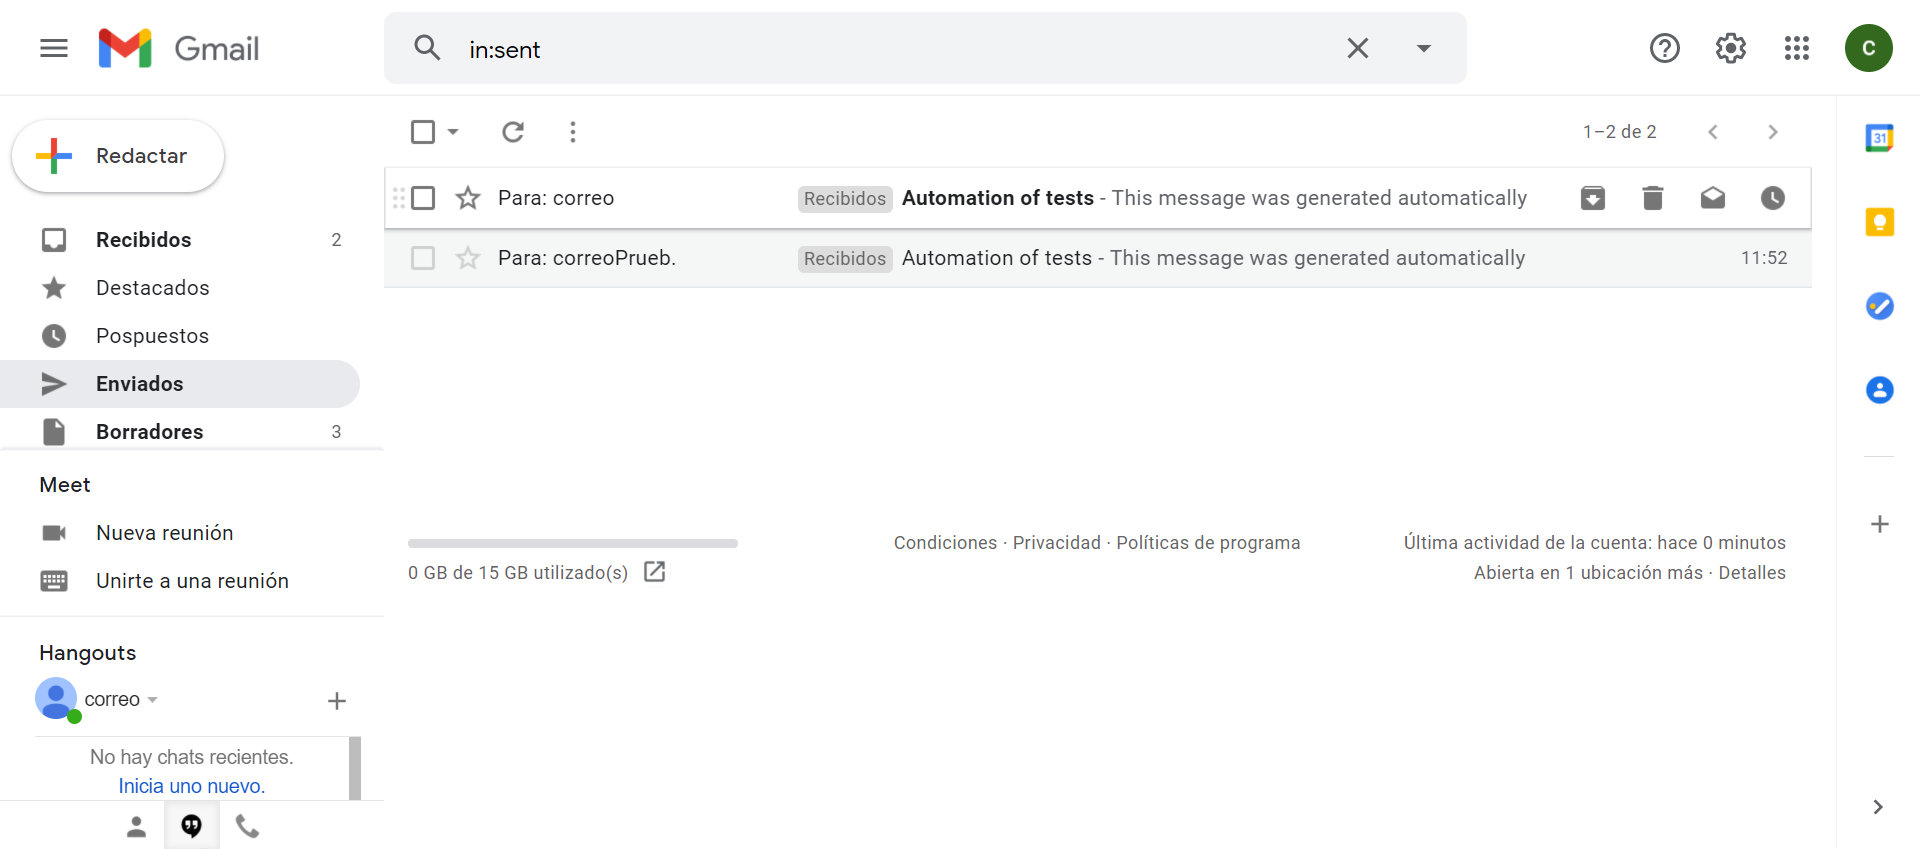 Gmail
in:sent
C
Redactar
1–2 de 2
Para: correo Recibidos Automation of tests - This message was generated automatically
Para: correoPrueb. Recibidos Automation of tests - This message was generated automatically 11:52
Recibidos 2
Destacados
Pospuestos
Enviados
Borradores 3
Meet
Nueva reunión
Unirte a una reunión
Hangouts
correo
No hay chats recientes.
Inicia uno nuevo.
0 GB de 15 GB utilizado(s)
Condiciones · Privacidad · Políticas de programa
Última actividad de la cuenta: hace 0 minutos
Abierta en 1 ubicación más · Detalles
31